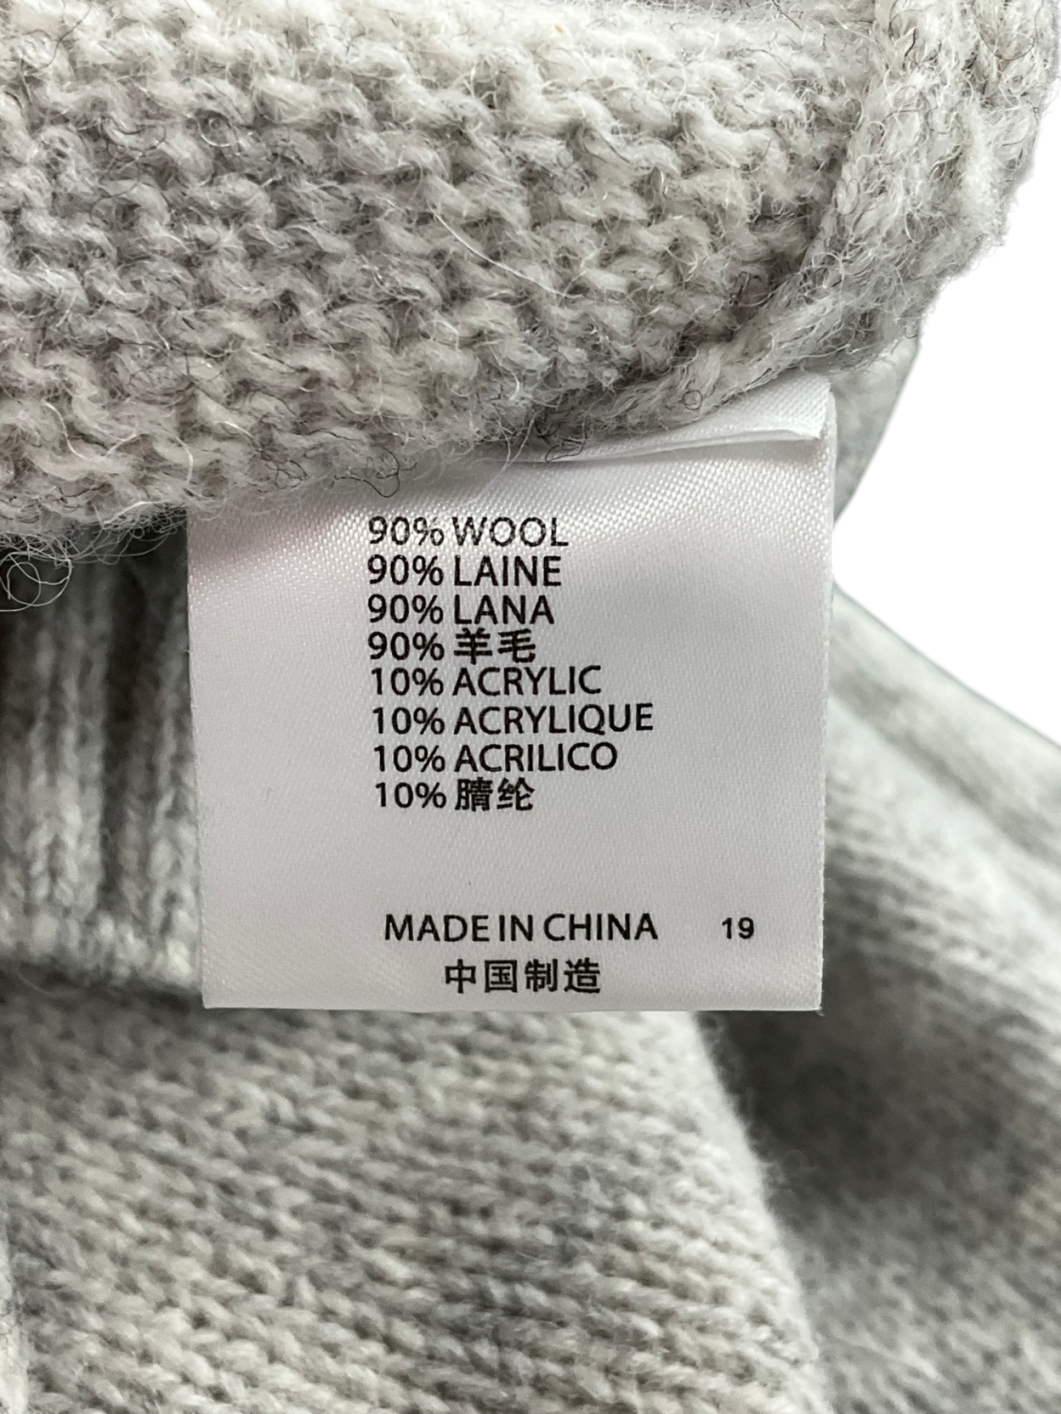 90% WOOL
90% LAINE
90% LANA
90% 羊毛
10% ACRYLIC
10% ACRYLIQUE
10% ACRILICO
10% 腈纶
MADE IN CHINA 19
中国制造